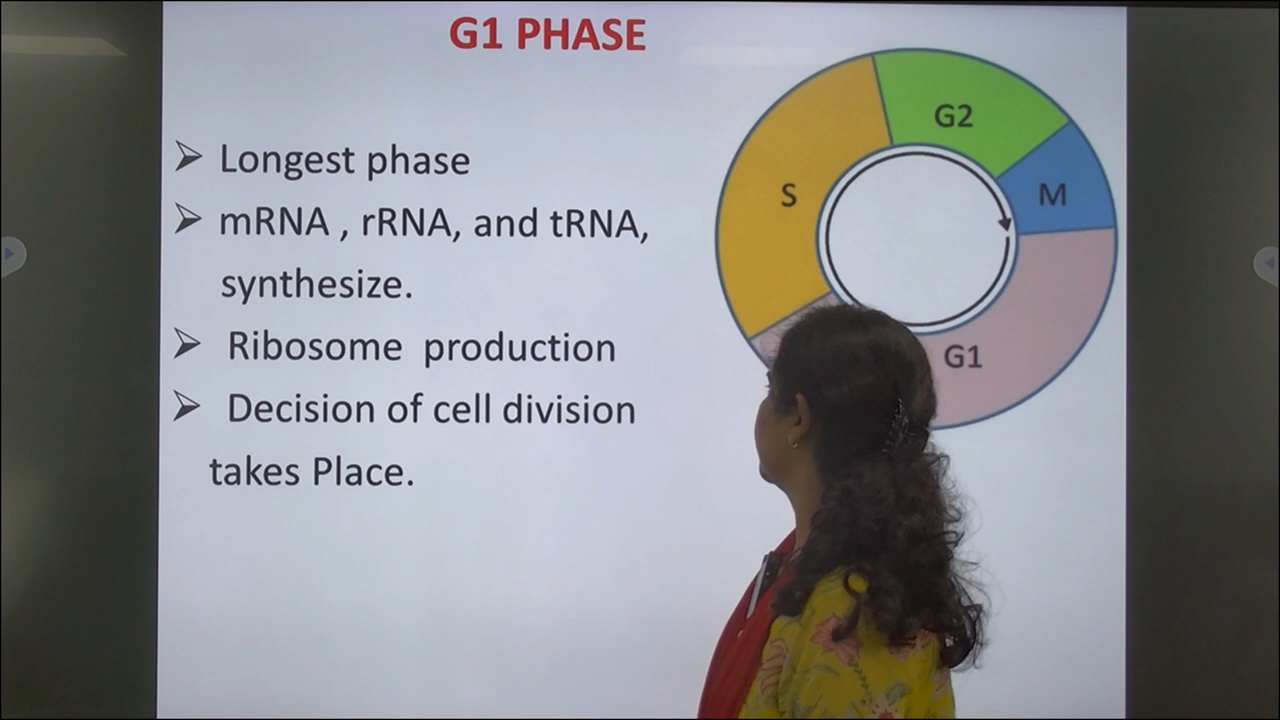 G1 PHASE
➢ Longest phase
➢ mRNA , rRNA, and tRNA,
synthesize.
➢ Ribosome production
➢ Decision of cell division
takes Place.
G2
S
M
G1